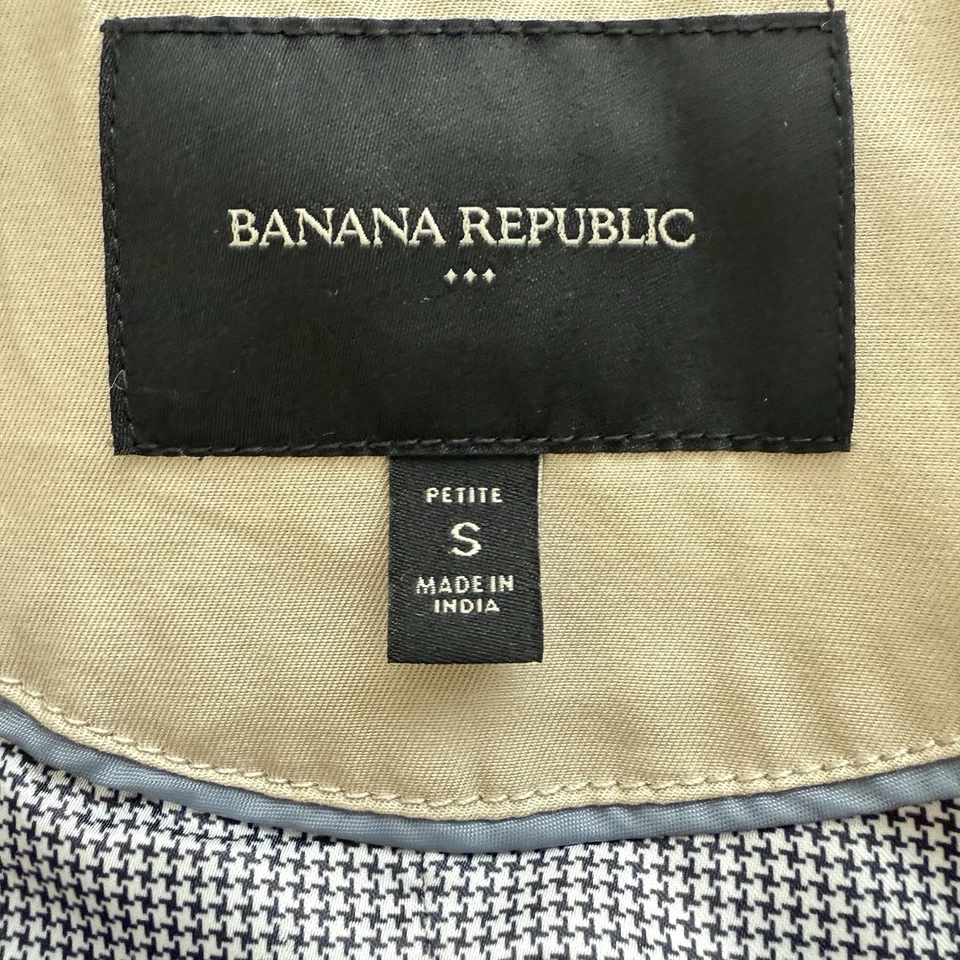 BANANA REPUBLIC
PETITE
S
MADE IN
INDIA